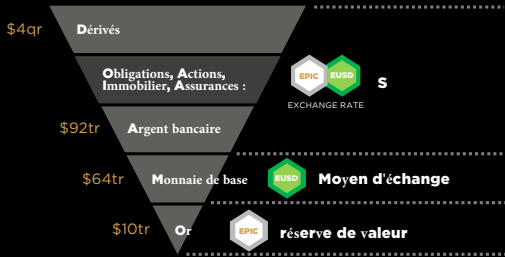 $4qr Dérivés
Obligations, Actions,
Immobilier, Assurances :
EPIC EUSD S
EXCHANGE RATE
$92tr Argent bancaire
$64tr Monnaie de base EUSD Moyen d'échange
$10tr Or EPIC réserve de valeur